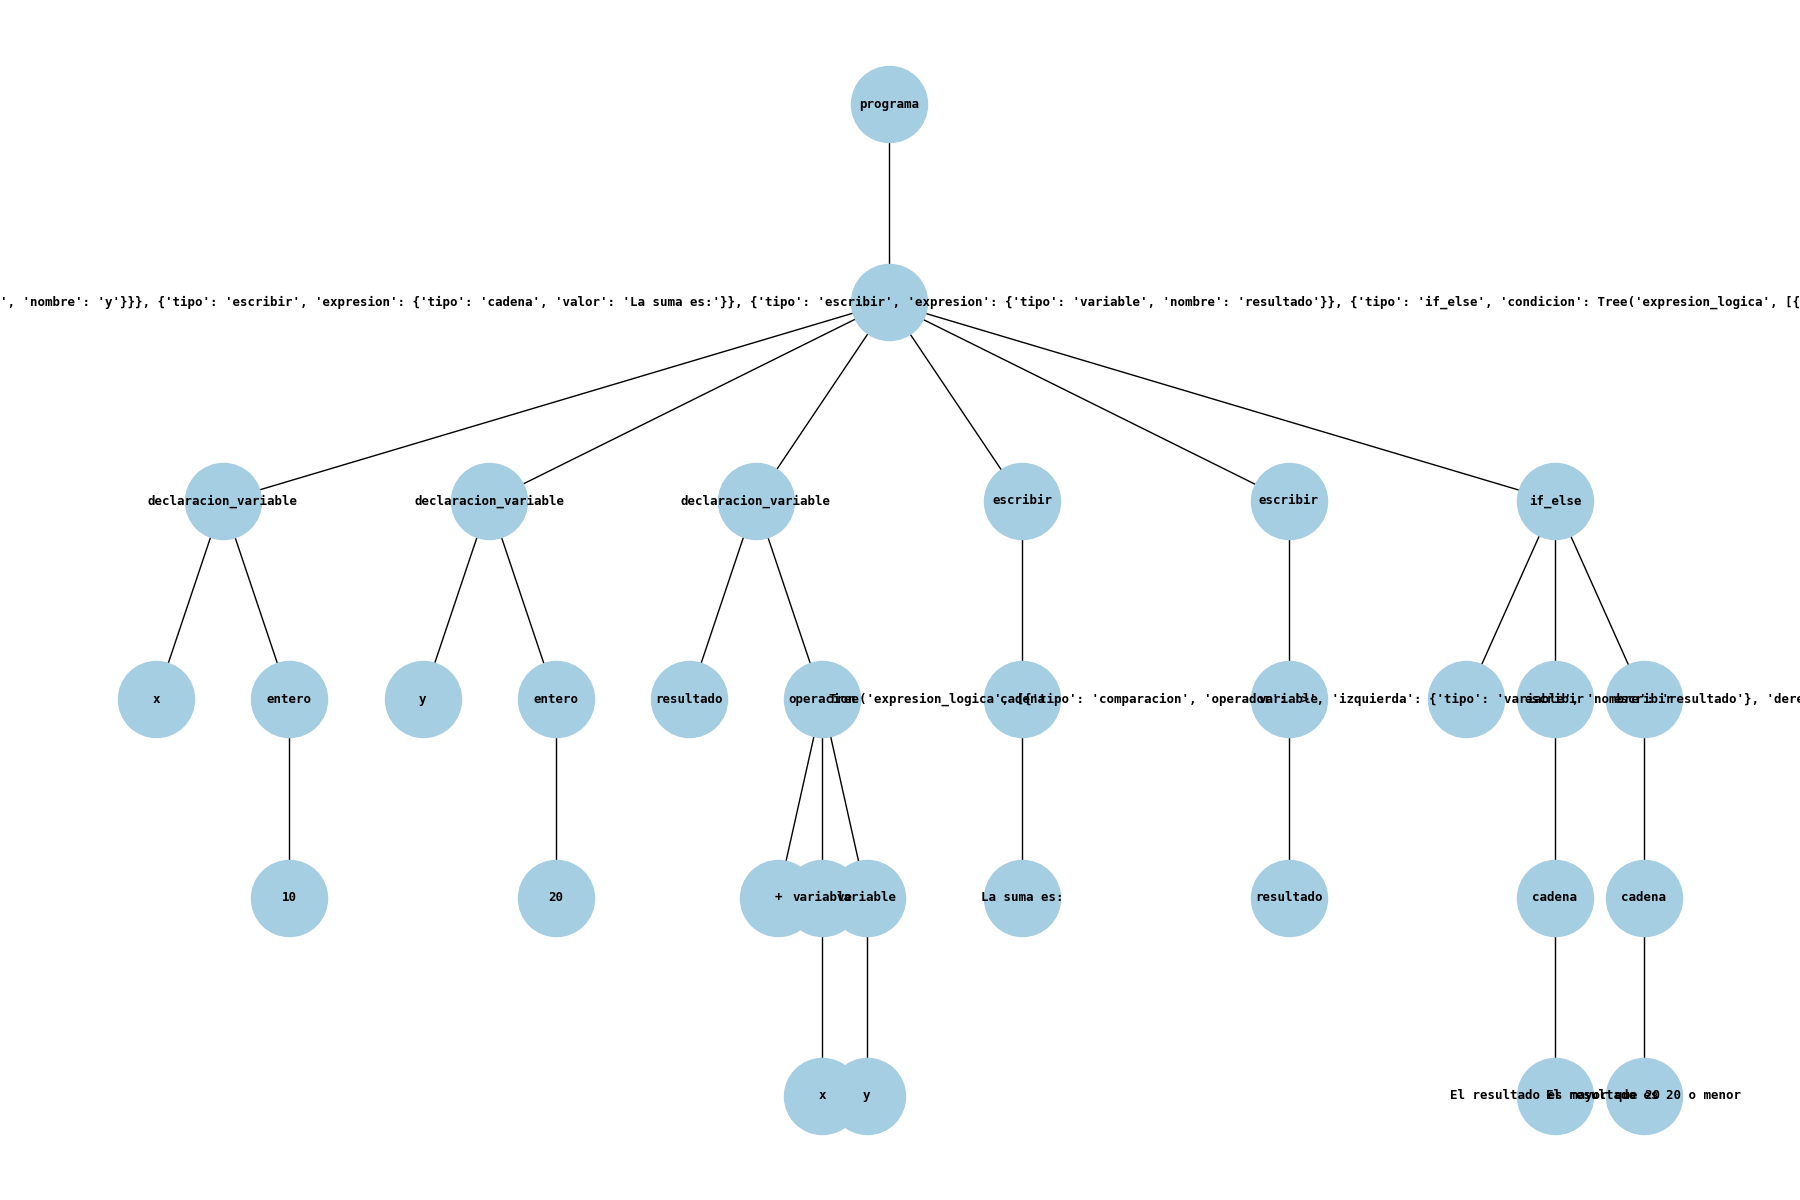 programa
', 'nombre': 'y'}}}, {'tipo': 'escribir', 'expresion': {'tipo': 'cadena', 'valor': 'La suma es:'}}, {'tipo': 'escribir', 'expresion': {'tipo': 'variable', 'nombre': 'resultado'}}, {'tipo': 'if_else', 'condicion': Tree('expresion_logica', [{
declaracion_variable
declaracion_variable
declaracion_variable
escribir
escribir
if_else
x
entero
y
entero
resultado
operacion
cadena
variable
Tree('expresion_logica', [{'tipo': 'comparacion', 'operador': '>', 'izquierda': {'tipo': 'variable', 'nombre': 'resultado'}, 'dere
escribir
escribir
10
20
+
variable
variable
La suma es:
resultado
cadena
cadena
x
y
El resultado es mayor que 20
El resultado es 20 o menor